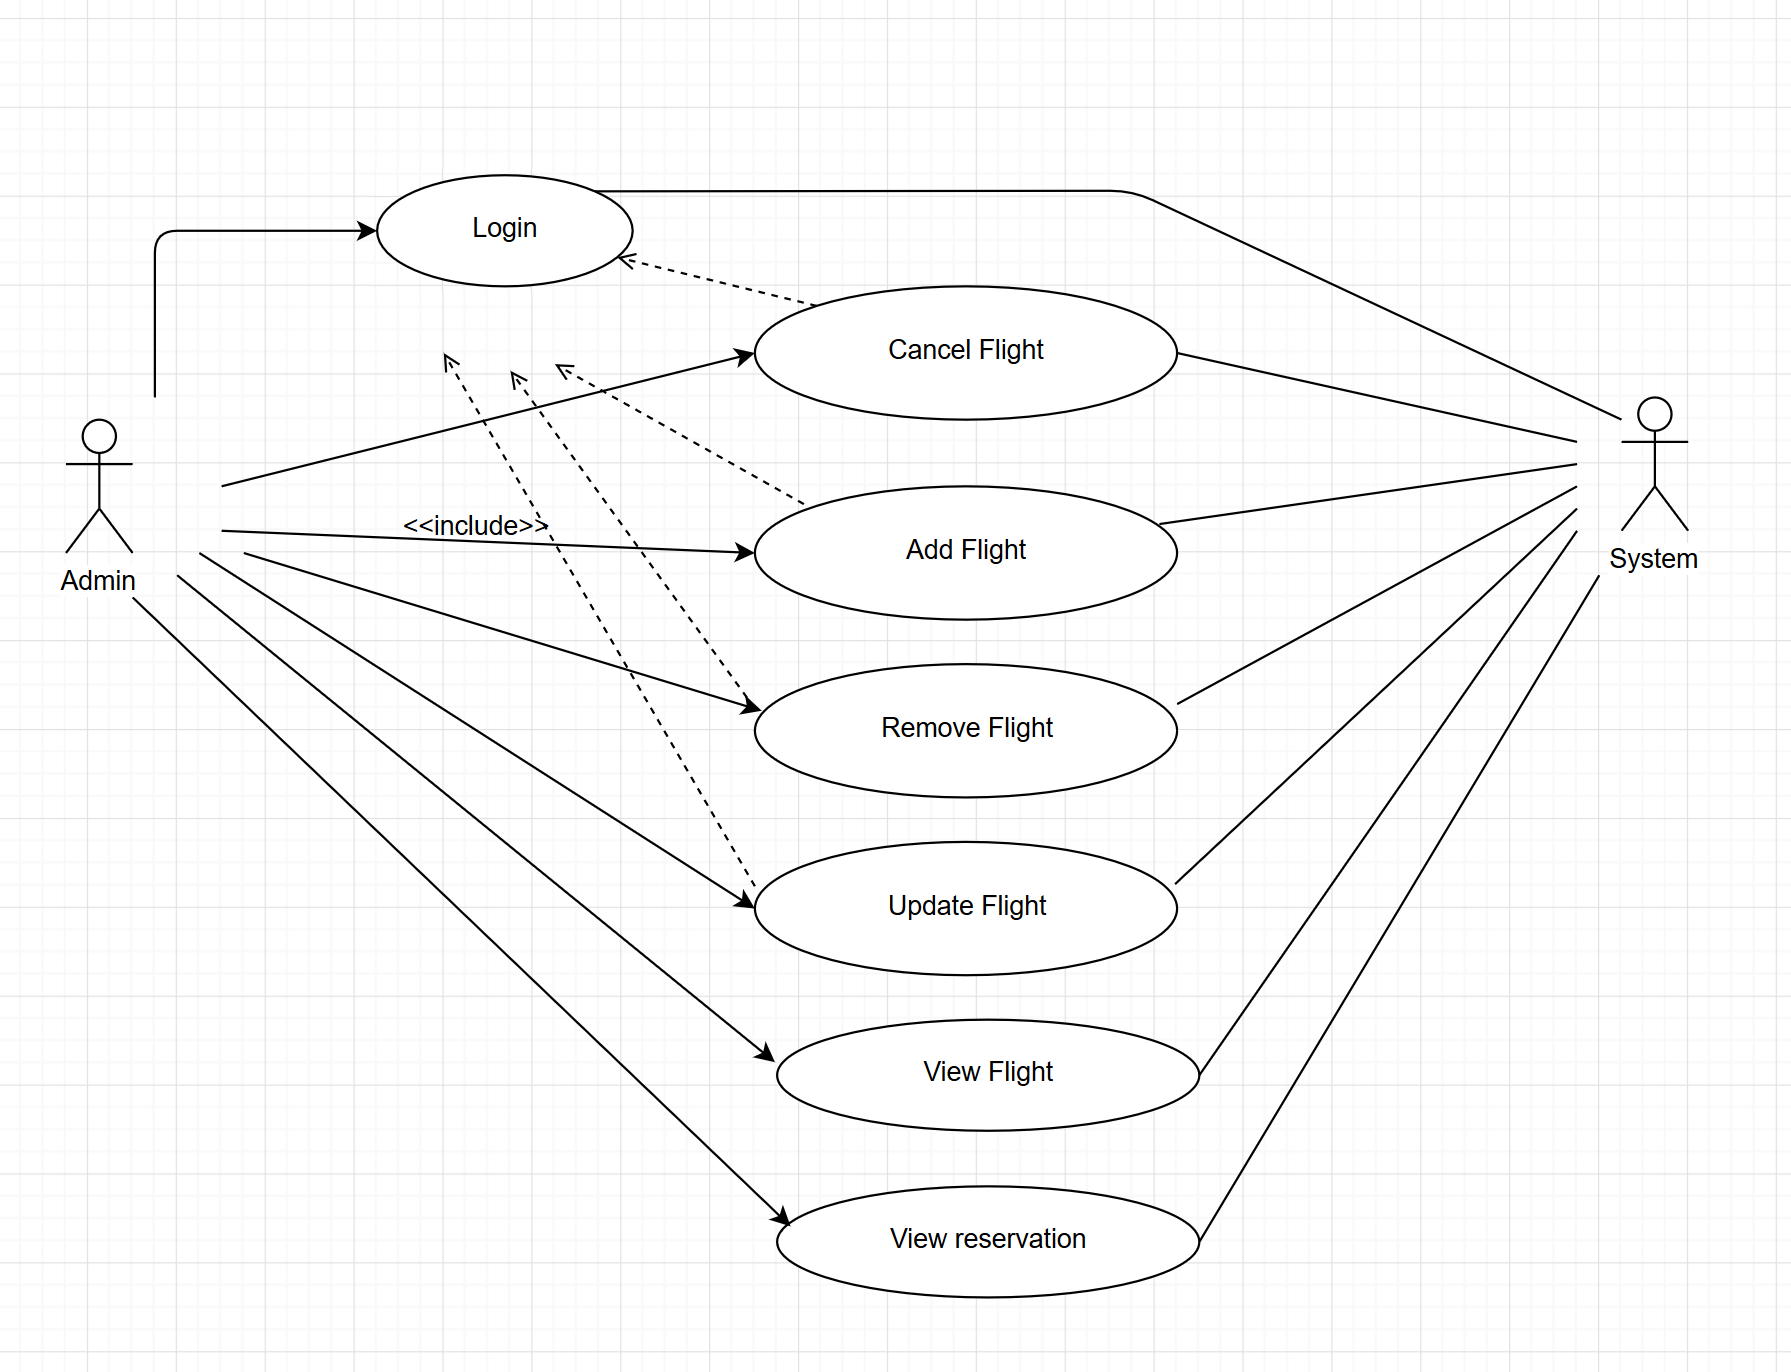 Login
Cancel Flight
<<include>>
Add Flight
Admin
System
Remove Flight
Update Flight
View Flight
View reservation